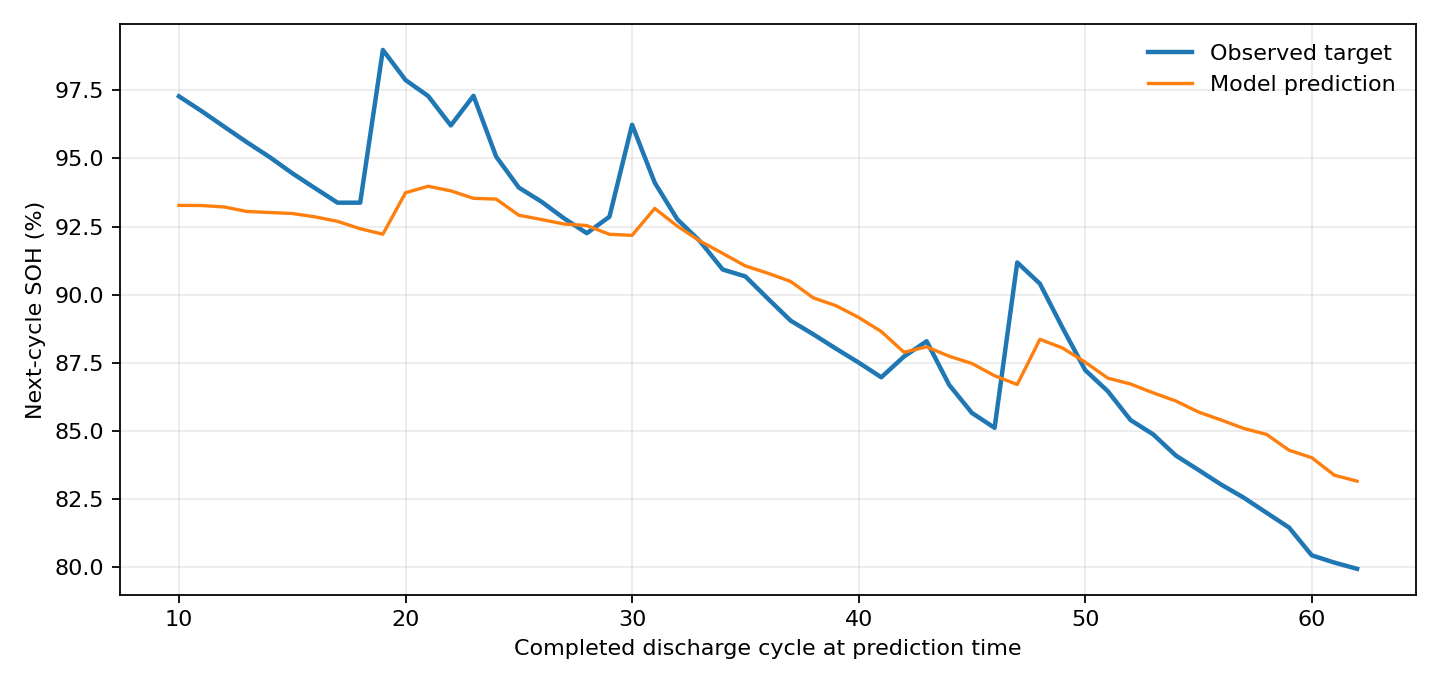 Observed target
Model prediction
Next-cycle SOH (%)
97.5
95.0
92.5
90.0
87.5
85.0
82.5
80.0
10 20 30 40 50 60
Completed discharge cycle at prediction time